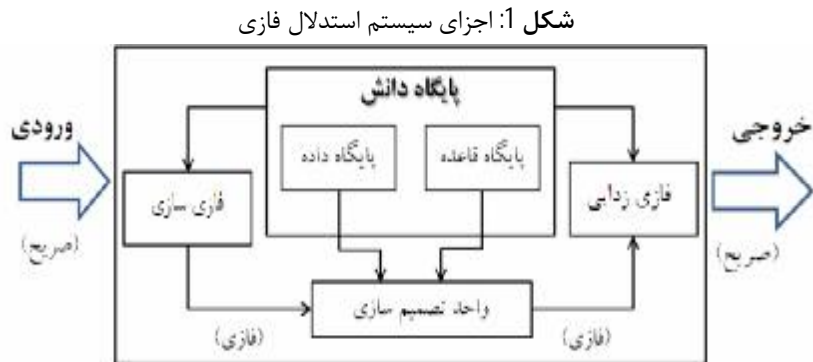 شکل 1: اجزای سیستم استدلال فازی
پایگاه دانش
ورودی
خروجی
پایگاه قاعده
پایگاه داده
فازی سازی
فازی زدایی
(صریح)
(صریح)
واحد تصمیم سازی
(فازی)
(فازی)